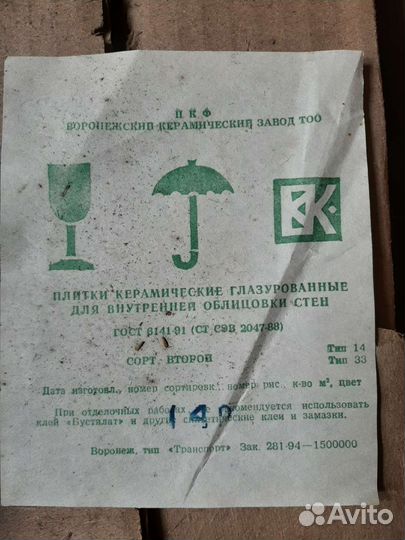 ПКФ
ВОРОНЕЖСКИЙ КЕРАМИЧЕСКИЙ ЗАВОД ТОО
ВК
ПЛИТКИ КЕРАМИЧЕСКИЕ ГЛАЗУРОВАННЫЕ
ДЛЯ ВНУТРЕННЕЙ ОБЛИЦОВКИ СТЕН
ГОСТ 6141-91 (СТ СЭВ 2047-88)
Тип 14
СОРТ ВТОРОЙ
Тип 33
Дата изготовл., номер сортировк., номер рис., к-во м², цвет
При отделочных работах не рекомендуется использовать
клей «Бустилат» и другие синтетические клеи и замазки.
Воронеж, тип «Транспорт» Зак. 281-94—1500000
Avito